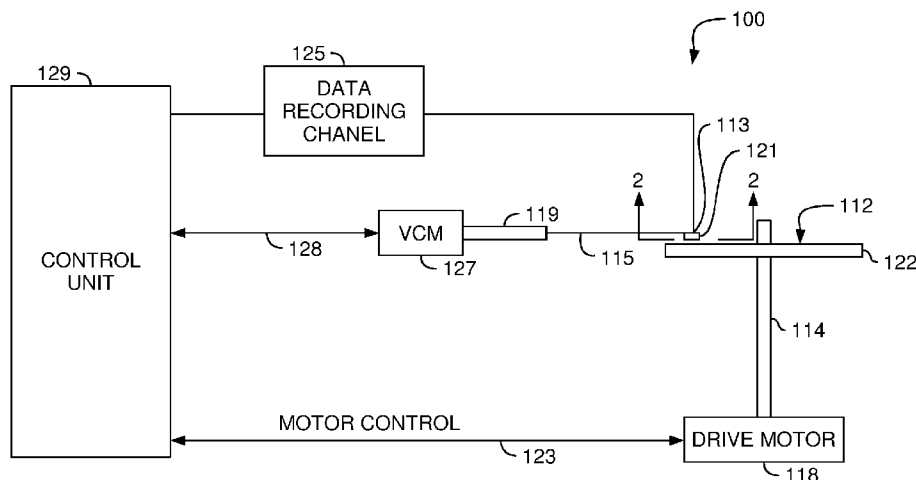 100
129
125
DATA
RECORDING
CHANEL
113
121
2
2
112
119
VCM
128
127
115
122
CONTROL
UNIT
114
MOTOR CONTROL
123
DRIVE MOTOR
118